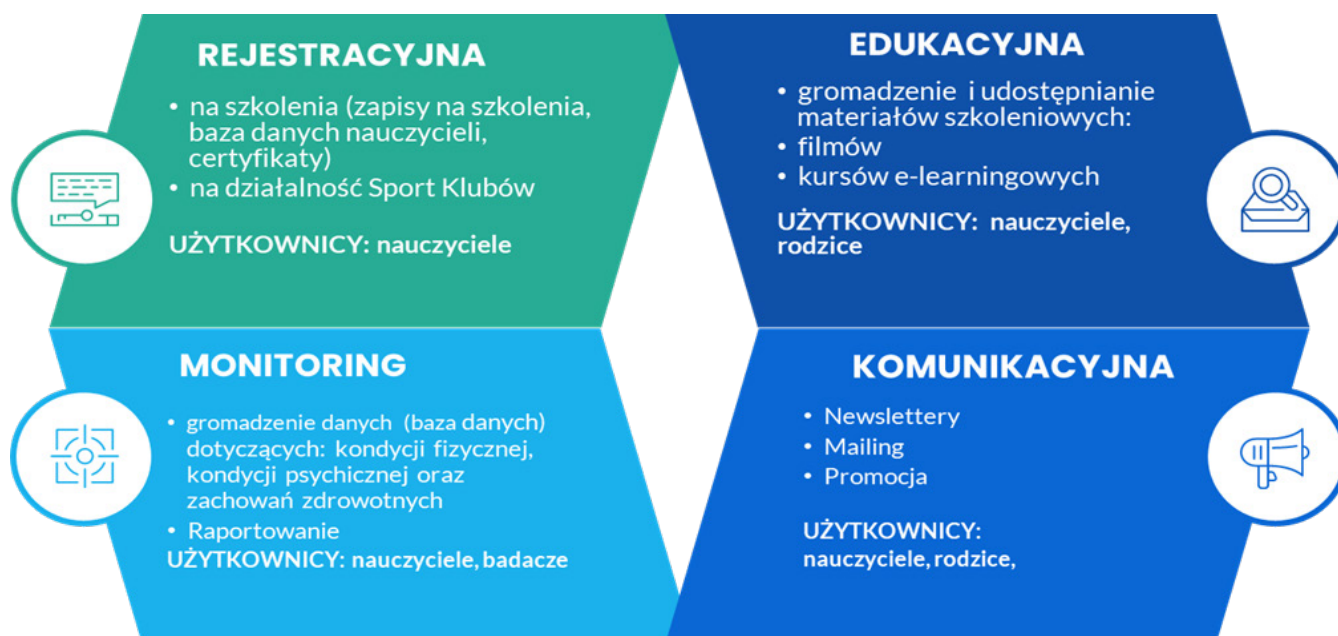 REJESTRACYJNA
• na szkolenia (zapisy na szkolenia,
baza danych nauczycieli,
certyfikaty)
• na działalność Sport Klubów
UŻYTKOWNICY: nauczyciele
EDUKACYJNA
• gromadzenie i udostępnianie
materiałów szkoleniowych:
• filmów
• kursów e-learningowych
UŻYTKOWNICY: nauczyciele,
rodzice
MONITORING
• gromadzenie danych (baza danych)
dotyczących: kondycji fizycznej,
kondycji psychicznej oraz
zachowań zdrowotnych
• Raportowanie
UŻYTKOWNICY: nauczyciele, badacze
KOMUNIKACYJNA
• Newslettery
• Mailing
• Promocja
UŻYTKOWNICY:
nauczyciele, rodzice,